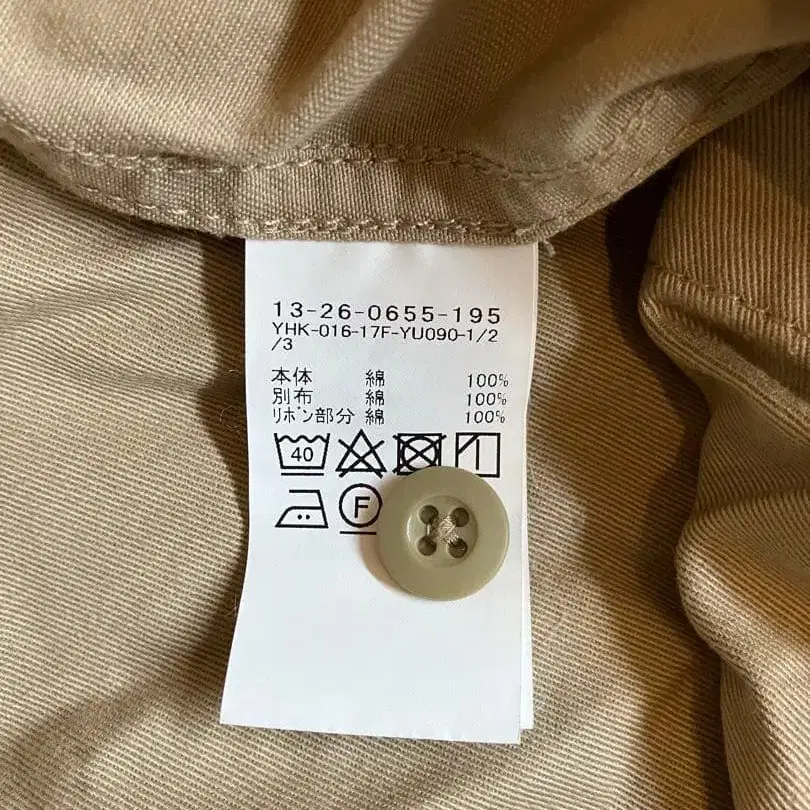 13-26-0655-195
YHK-016-17F-YU090-1/2
/3
本体 綿 100%
別布 綿 100%
ﾘﾎﾞﾝ部分 綿 100%
40
F